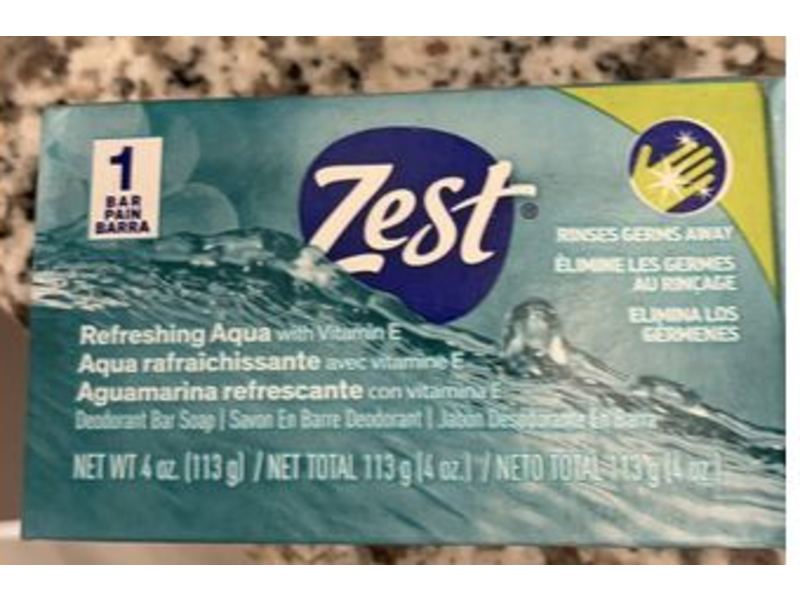 1
BAR
PAIN
BARRA
Zest®
RINSES GERMS AWAY
ÉLIMINE LES GERMES
AU RINÇAGE
ELIMINA LOS
GÉRMENES
Refreshing Aqua with Vitamin E
Aqua rafraîchissante avec vitamine E
Aguamarina refrescante con vitamina E
Deodorant Bar Soap | Savon En Barre Deodorant | Jabón Desodorante En Barra
NET WT 4 oz. (113 g) / NET TOTAL 113 g (4 oz.) / NETO TOTAL 113 g (4 oz.)